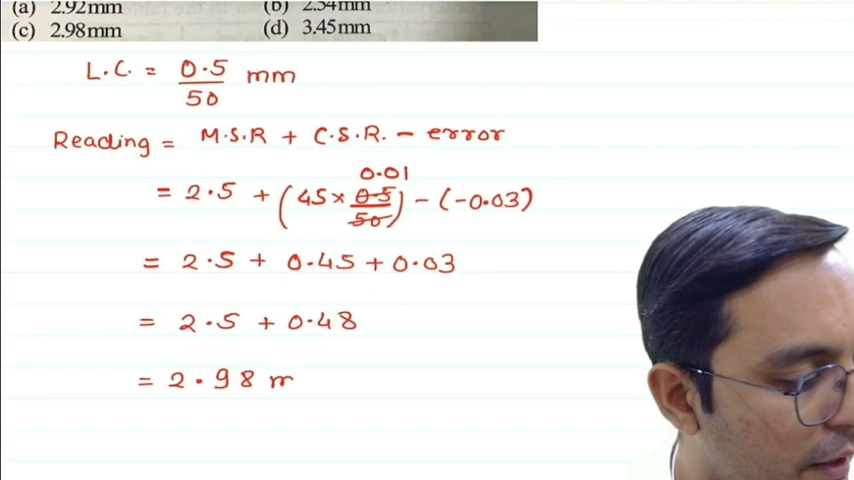 (a) 2.92mm (b) 2.54mm
(c) 2.98mm (d) 3.45mm
L.C. = 0.5/50 mm
Reading = M.S.R + C.S.R. - error
0.01
= 2.5 + (45 × 0.5/50) - (-0.03)
= 2.5 + 0.45 + 0.03
= 2.5 + 0.48
= 2.98 m